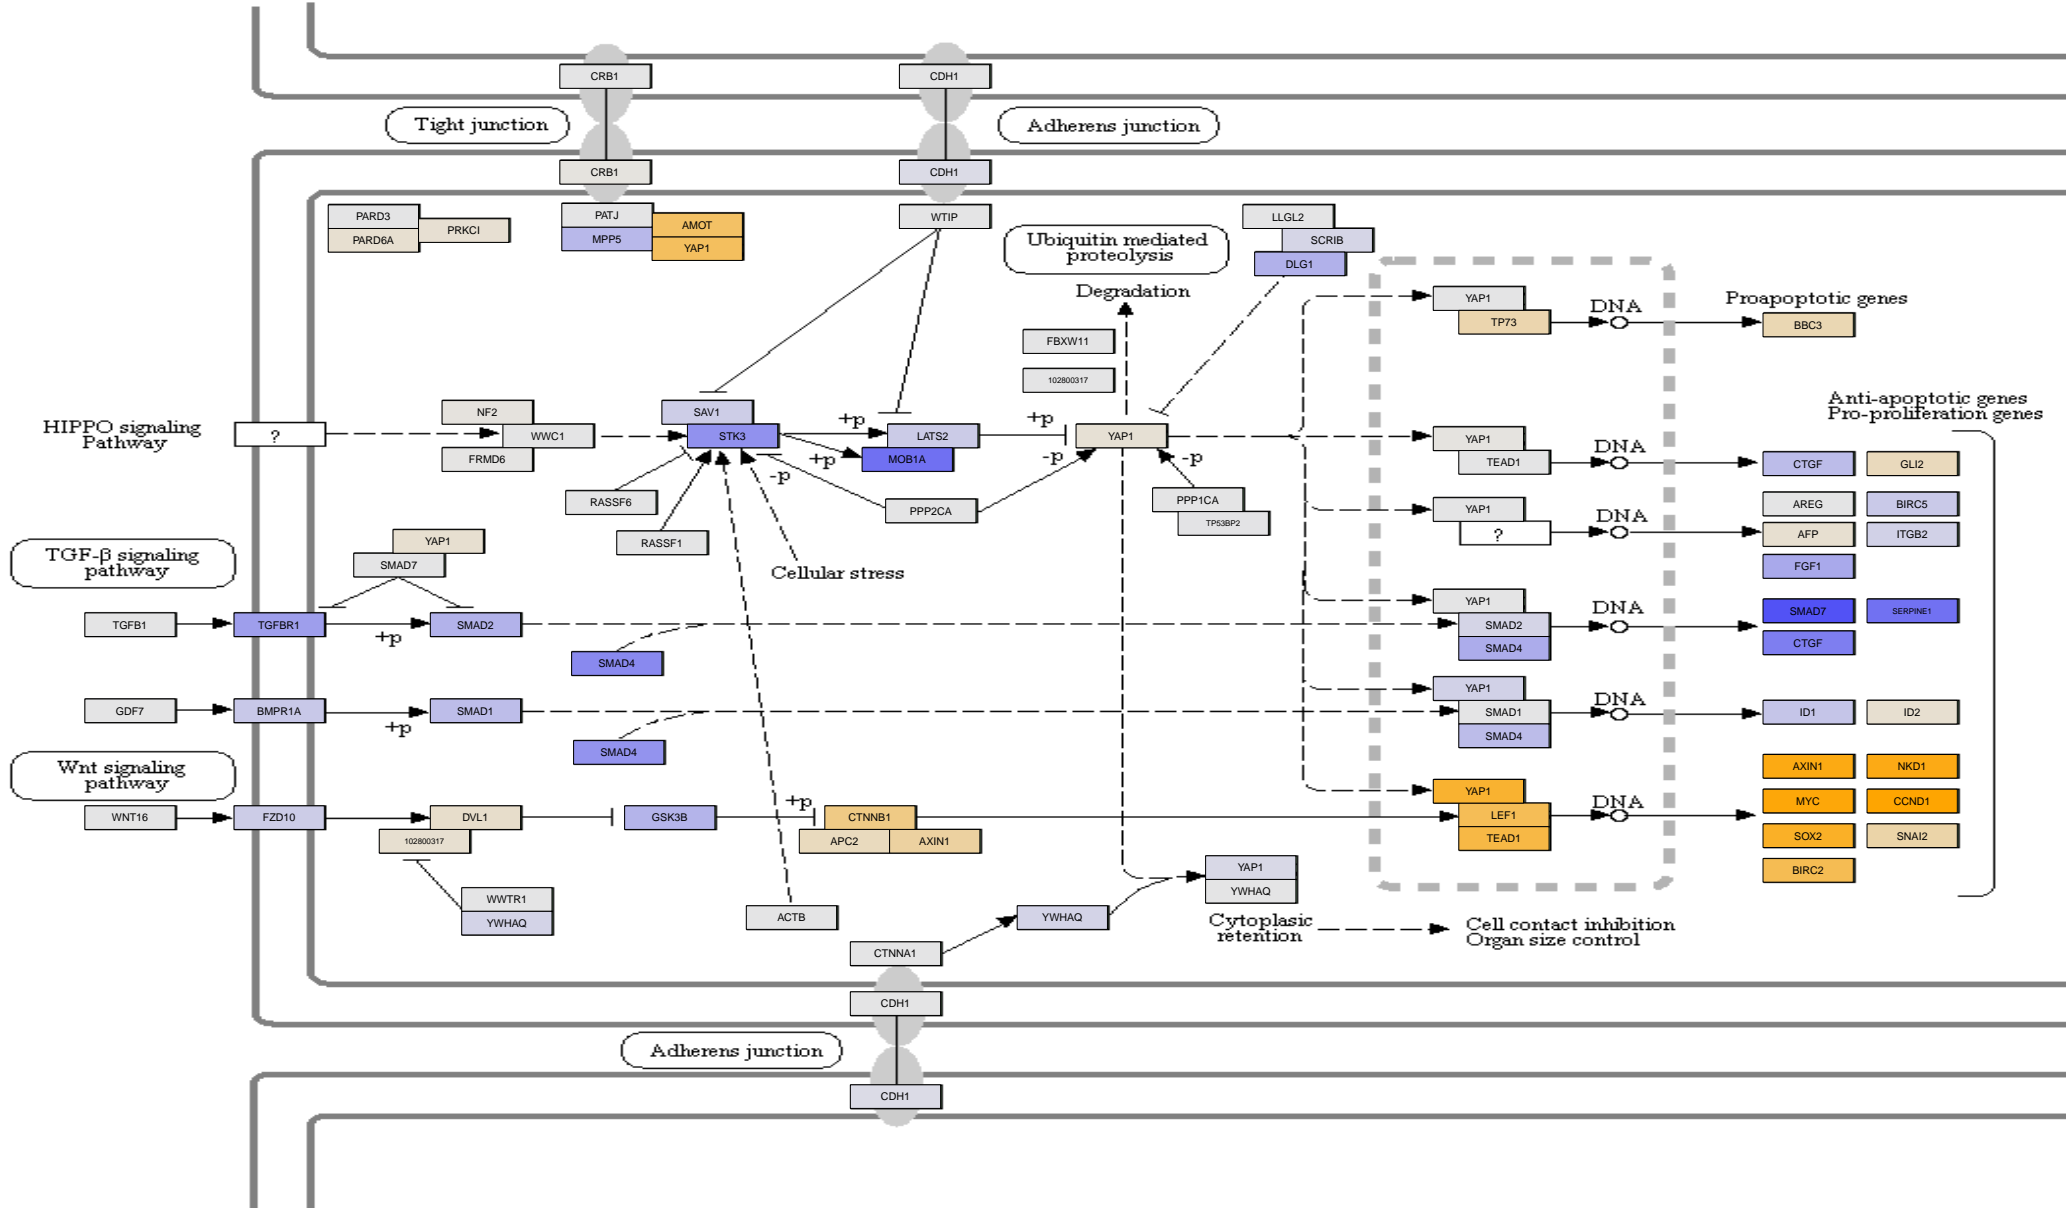 CRB1
CDH1
Tight junction
Adherens junction
CRB1
CDH1
PARD3
PRKCI
PARD6A
PATJ
AMOT
MPP5
YAP1
WTIP
Ubiquitin mediated
proteolysis
LLGL2
SCRIB
DLG1
Degradation
FBXW11
102800317
YAP1
TP73
DNA
Proapoptotic genes
BBC3
Anti-apoptotic genes
Pro-proliferation genes
HIPPO signaling
Pathway
?
NF2
WWC1
FRMD6
SAV1
STK3
+p
+p
LATS2
MOB1A
+p
YAP1
-p
-p
-p
YAP1
TEAD1
DNA
CTGF
GLI2
RASSF6
RASSF1
PPP2CA
PPP1CA
TP53BP2
YAP1
?
DNA
AREG
BIRC5
AFP
ITGB2
FGF1
Cellular stress
TGF-β signaling
pathway
YAP1
SMAD7
TGFB1
TGFBR1
+p
SMAD2
SMAD4
YAP1
SMAD2
SMAD4
DNA
SMAD7
SERPINE1
CTGF
GDF7
BMPR1A
+p
SMAD1
SMAD4
YAP1
SMAD1
SMAD4
DNA
ID1
ID2
Wnt signaling
pathway
WNT16
FZD10
DVL1
102800317
GSK3B
+p
CTNNB1
APC2
AXIN1
YAP1
LEF1
TEAD1
DNA
AXIN1
NKD1
MYC
CCND1
SOX2
SNAI2
BIRC2
WWTR1
YWHAQ
ACTB
YWHAQ
YAP1
YWHAQ
Cytoplasic
retention
Cell contact inhibition
Organ size control
CTNNA1
CDH1
Adherens junction
CDH1